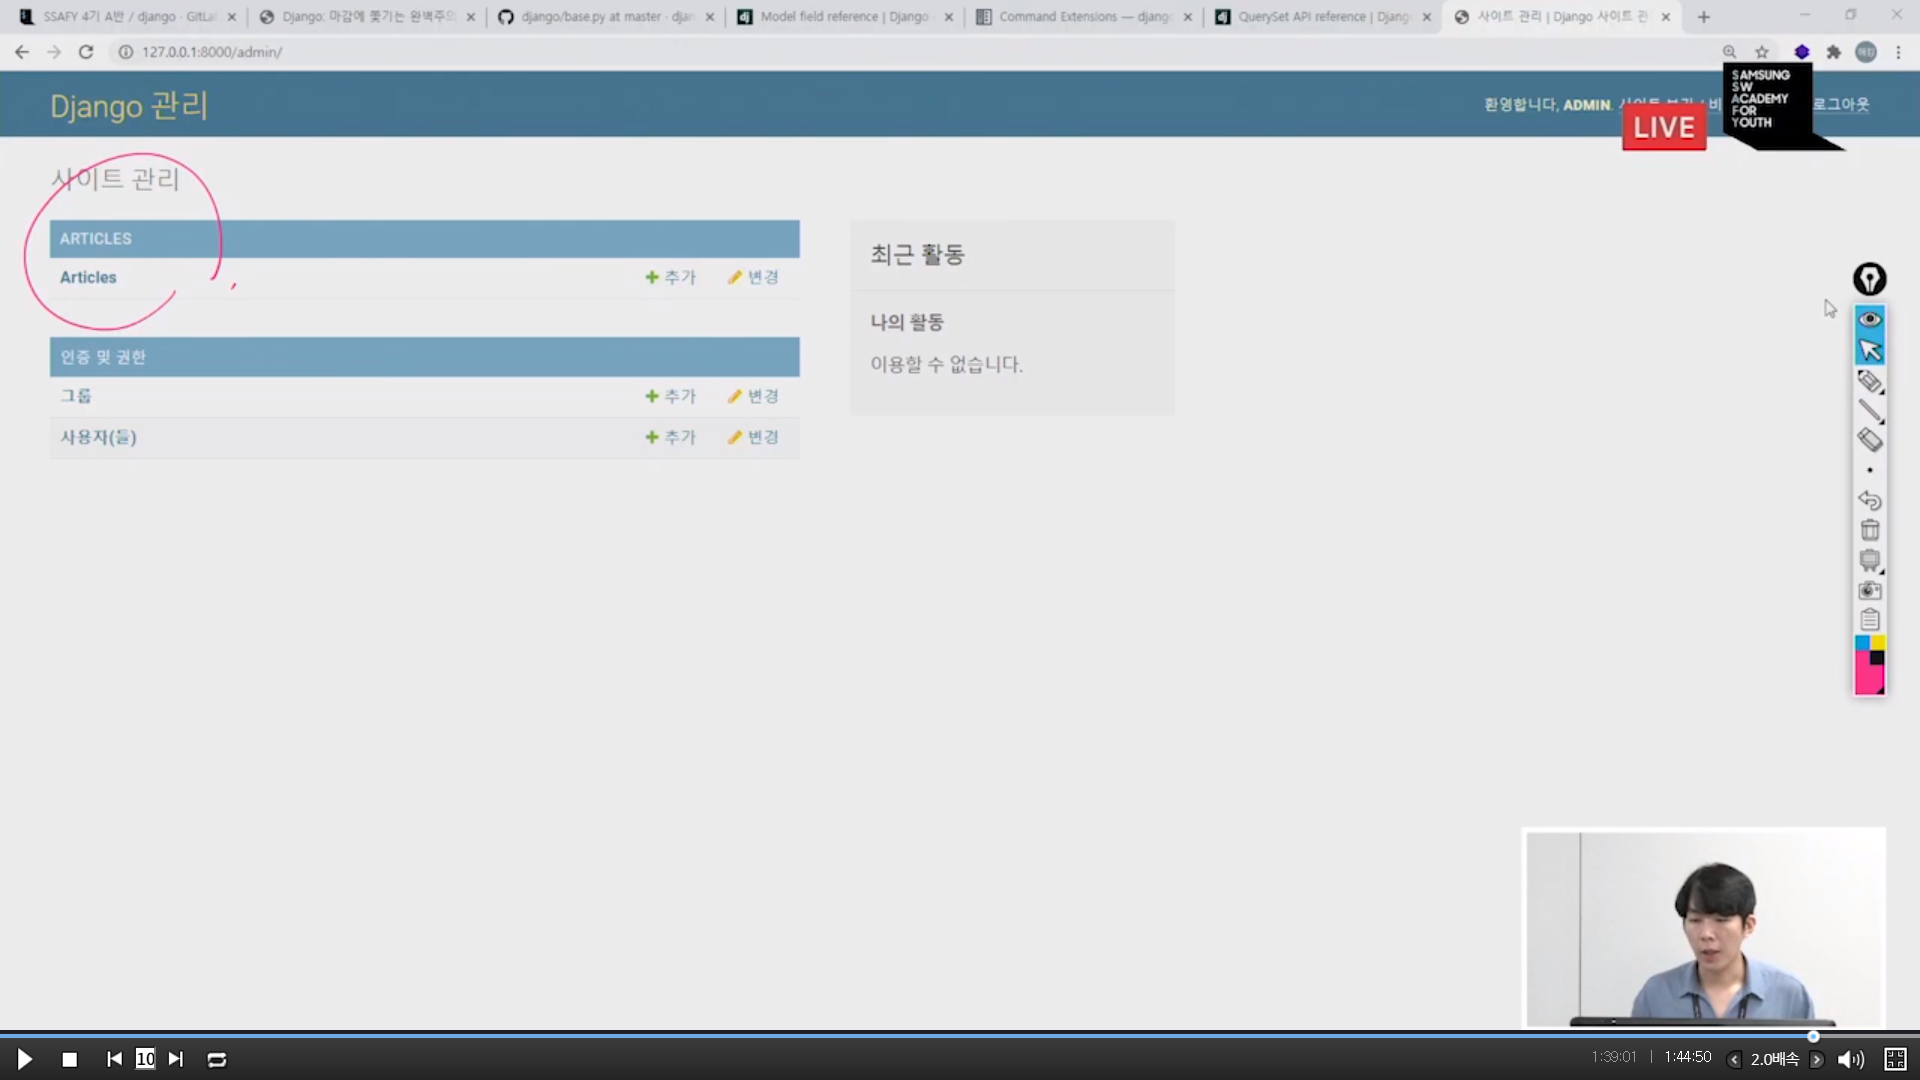 SSAFY 4기 A반 / django · GitLa
Django: 마감에 쫓기는 완벽주의
django/base.py at master · djan
Model field reference | Django
Command Extensions — django
QuerySet API reference | Django
사이트 관리 | Django 사이트 관
127.0.0.1:8000/admin/
Django 관리
환영합니다, ADMIN.
로그아웃
SAMSUNG
SW
ACADEMY
FOR
YOUTH
LIVE
사이트 관리
ARTICLES
Articles
추가
변경
인증 및 권한
그룹
추가
변경
사용자(들)
추가
변경
최근 활동
나의 활동
이용할 수 없습니다.
10
1:39:01 | 1:44:50
2.0배속